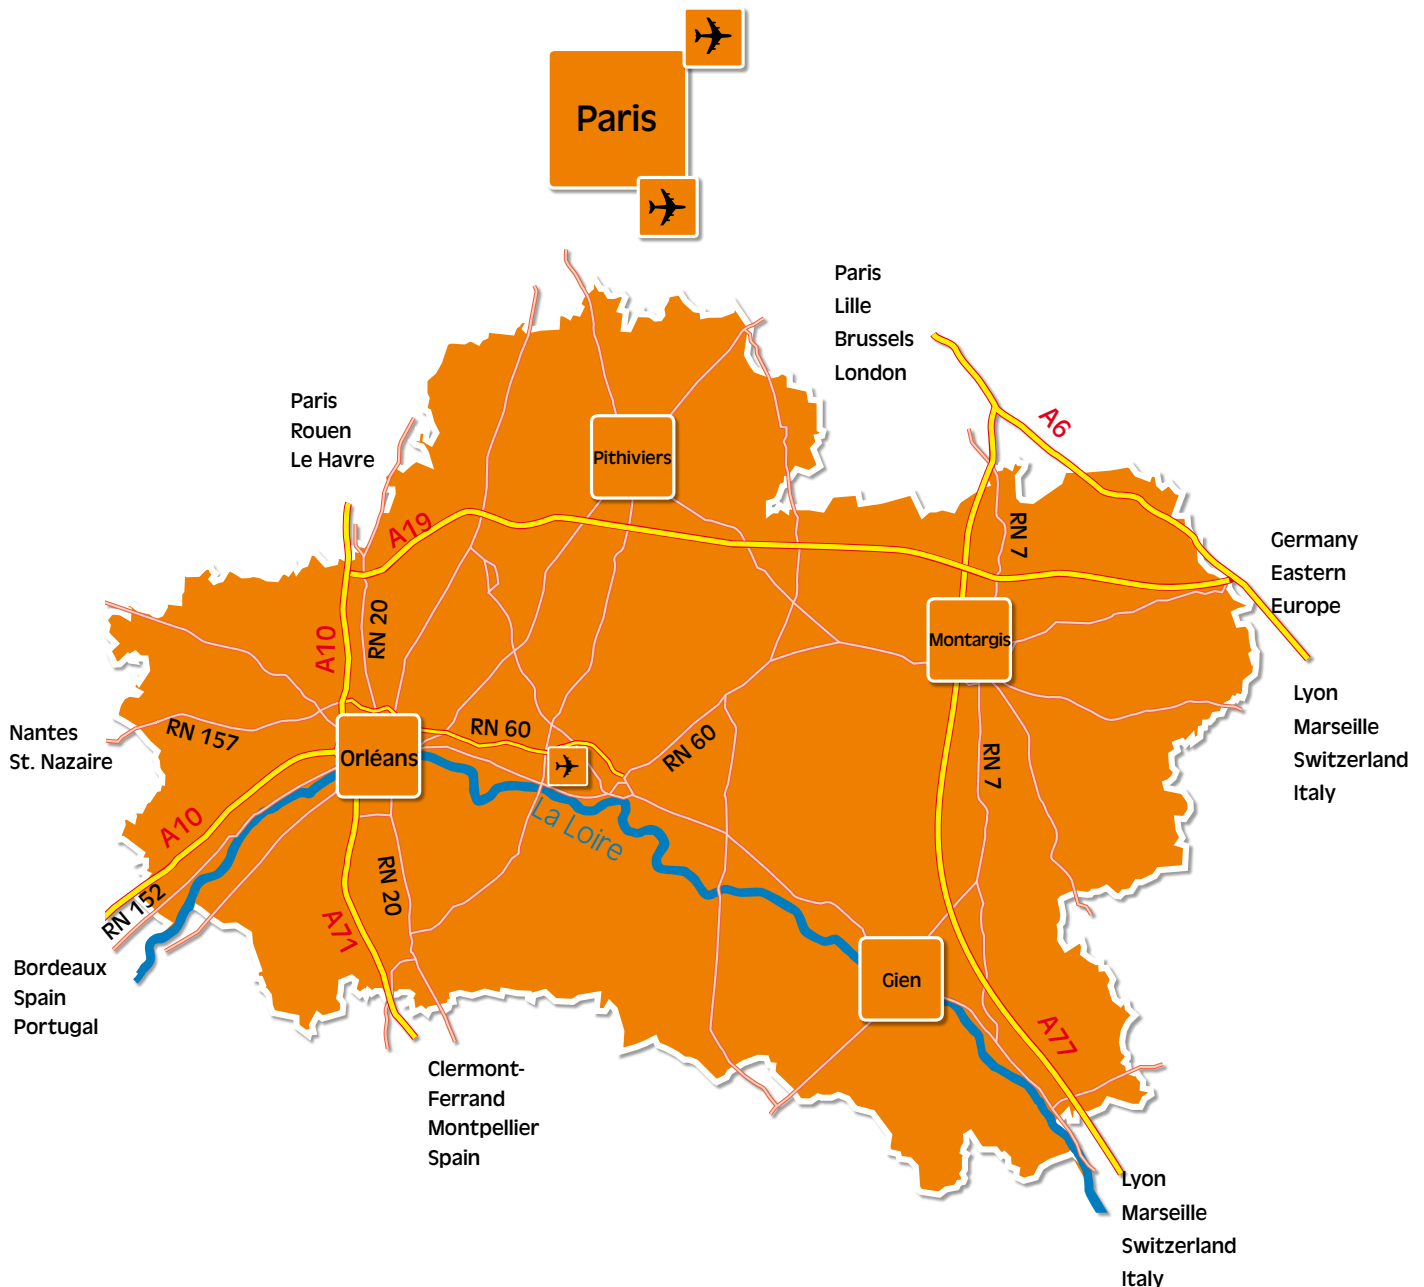 Paris
Paris
Lille
Brussels
London
Paris
Rouen
Le Havre
A6
Pithiviers
A19
RN 7
Germany
Eastern
Europe
A10
RN 20
Montargis
Lyon
Marseille
Switzerland
Italy
Nantes
St. Nazaire
RN 157
Orléans
RN 60
RN 60
RN 7
A10
La Loire
RN 152
RN 20
A71
Bordeaux
Spain
Portugal
Gien
A77
Clermont-
Ferrand
Montpellier
Spain
Lyon
Marseille
Switzerland
Italy